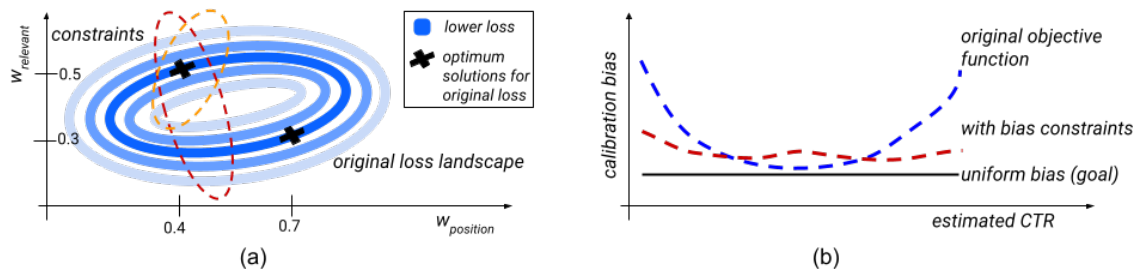 constraints
w_relevant
0.5
0.3
lower loss
optimum
solutions for
original loss
original loss landscape
0.4
0.7
w_position
(a)
calibration bias
original objective
function
with bias constraints
uniform bias (goal)
estimated CTR
(b)